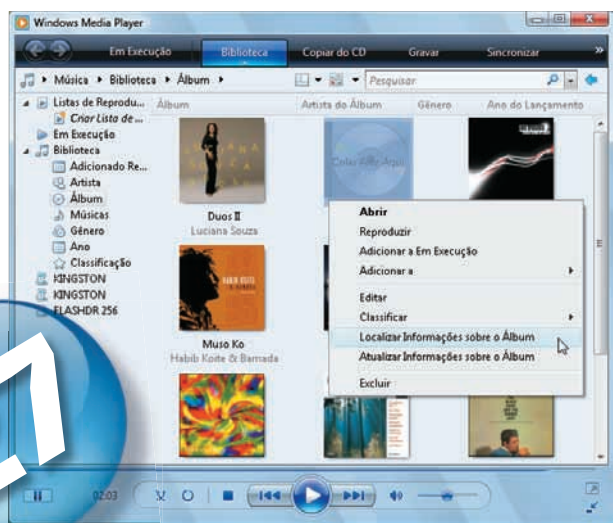 Windows Media Player
Em Execução Biblioteca Copiar do CD Gravar Sincronizar »
Música Biblioteca Álbum Pesquisar
Listas de Reprodu...
Criar Lista de ...
Em Execução
Biblioteca
Adicionado Re...
Artista
Álbum
Músicas
Gênero
Ano
Classificação
KINGSTON
KINGSTON
FLASHDR 256
Álbum Artista do Álbum Gênero Ano do Lançamento
Duos II
Luciana Souza
HABIB KOITE
Muso Ko
Habib Koite & Bamada
Abrir
Reproduzir
Adicionar a Em Execução
Adicionar a
Editar
Classificar
Localizar Informações sobre o Álbum
Atualizar Informações sobre o Álbum
Excluir
02:03